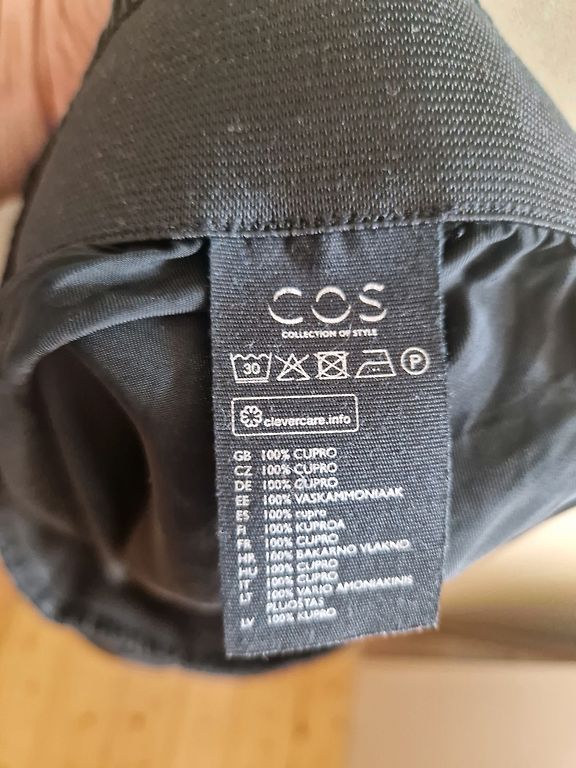 COS
COLLECTION OF STYLE
30 P
clevercare.info
GB 100% CUPRO
CZ 100% CUPRO
DE 100% CUPRO
EE 100% VASKAMMONIAAK
ES 100% cupro
FI 100% KUPROA
FR 100% CUPRO
HR 100% BAKARNO VLAKNO
HU 100% CUPRO
IT 100% CUPRO
LT 100% VARIO AMONIAKINIS
PLUOŠTAS
LV 100% KUPRO